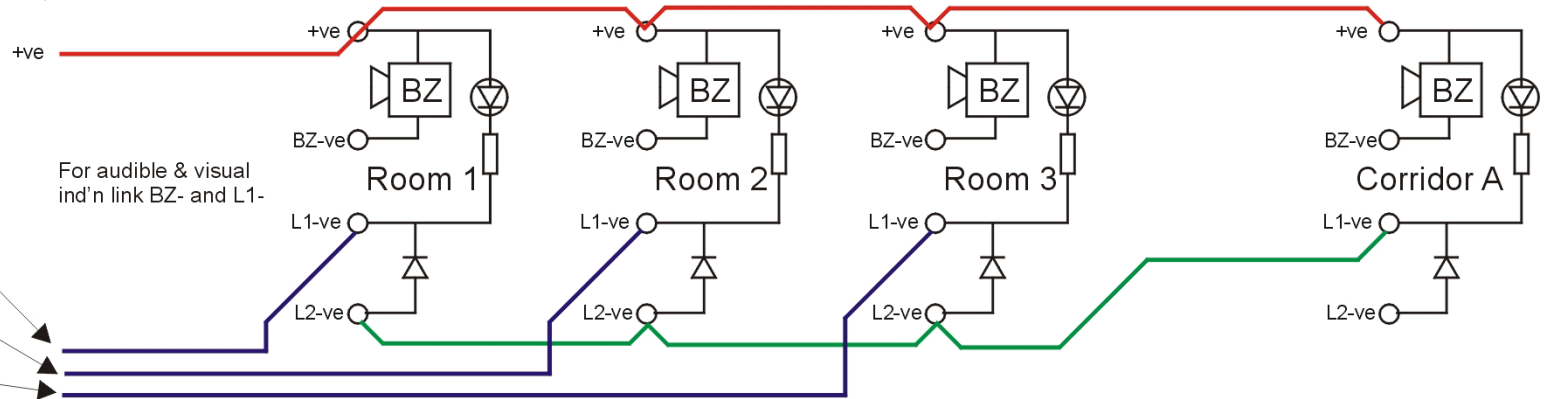 +ve
+ve
BZ
BZ-ve
Room 1
L1-ve
L2-ve
+ve
BZ
BZ-ve
Room 2
L1-ve
L2-ve
+ve
BZ
BZ-ve
Room 3
L1-ve
L2-ve
+ve
BZ
BZ-ve
Corridor A
L1-ve
L2-ve
For audible & visual
ind'n link BZ- and L1-